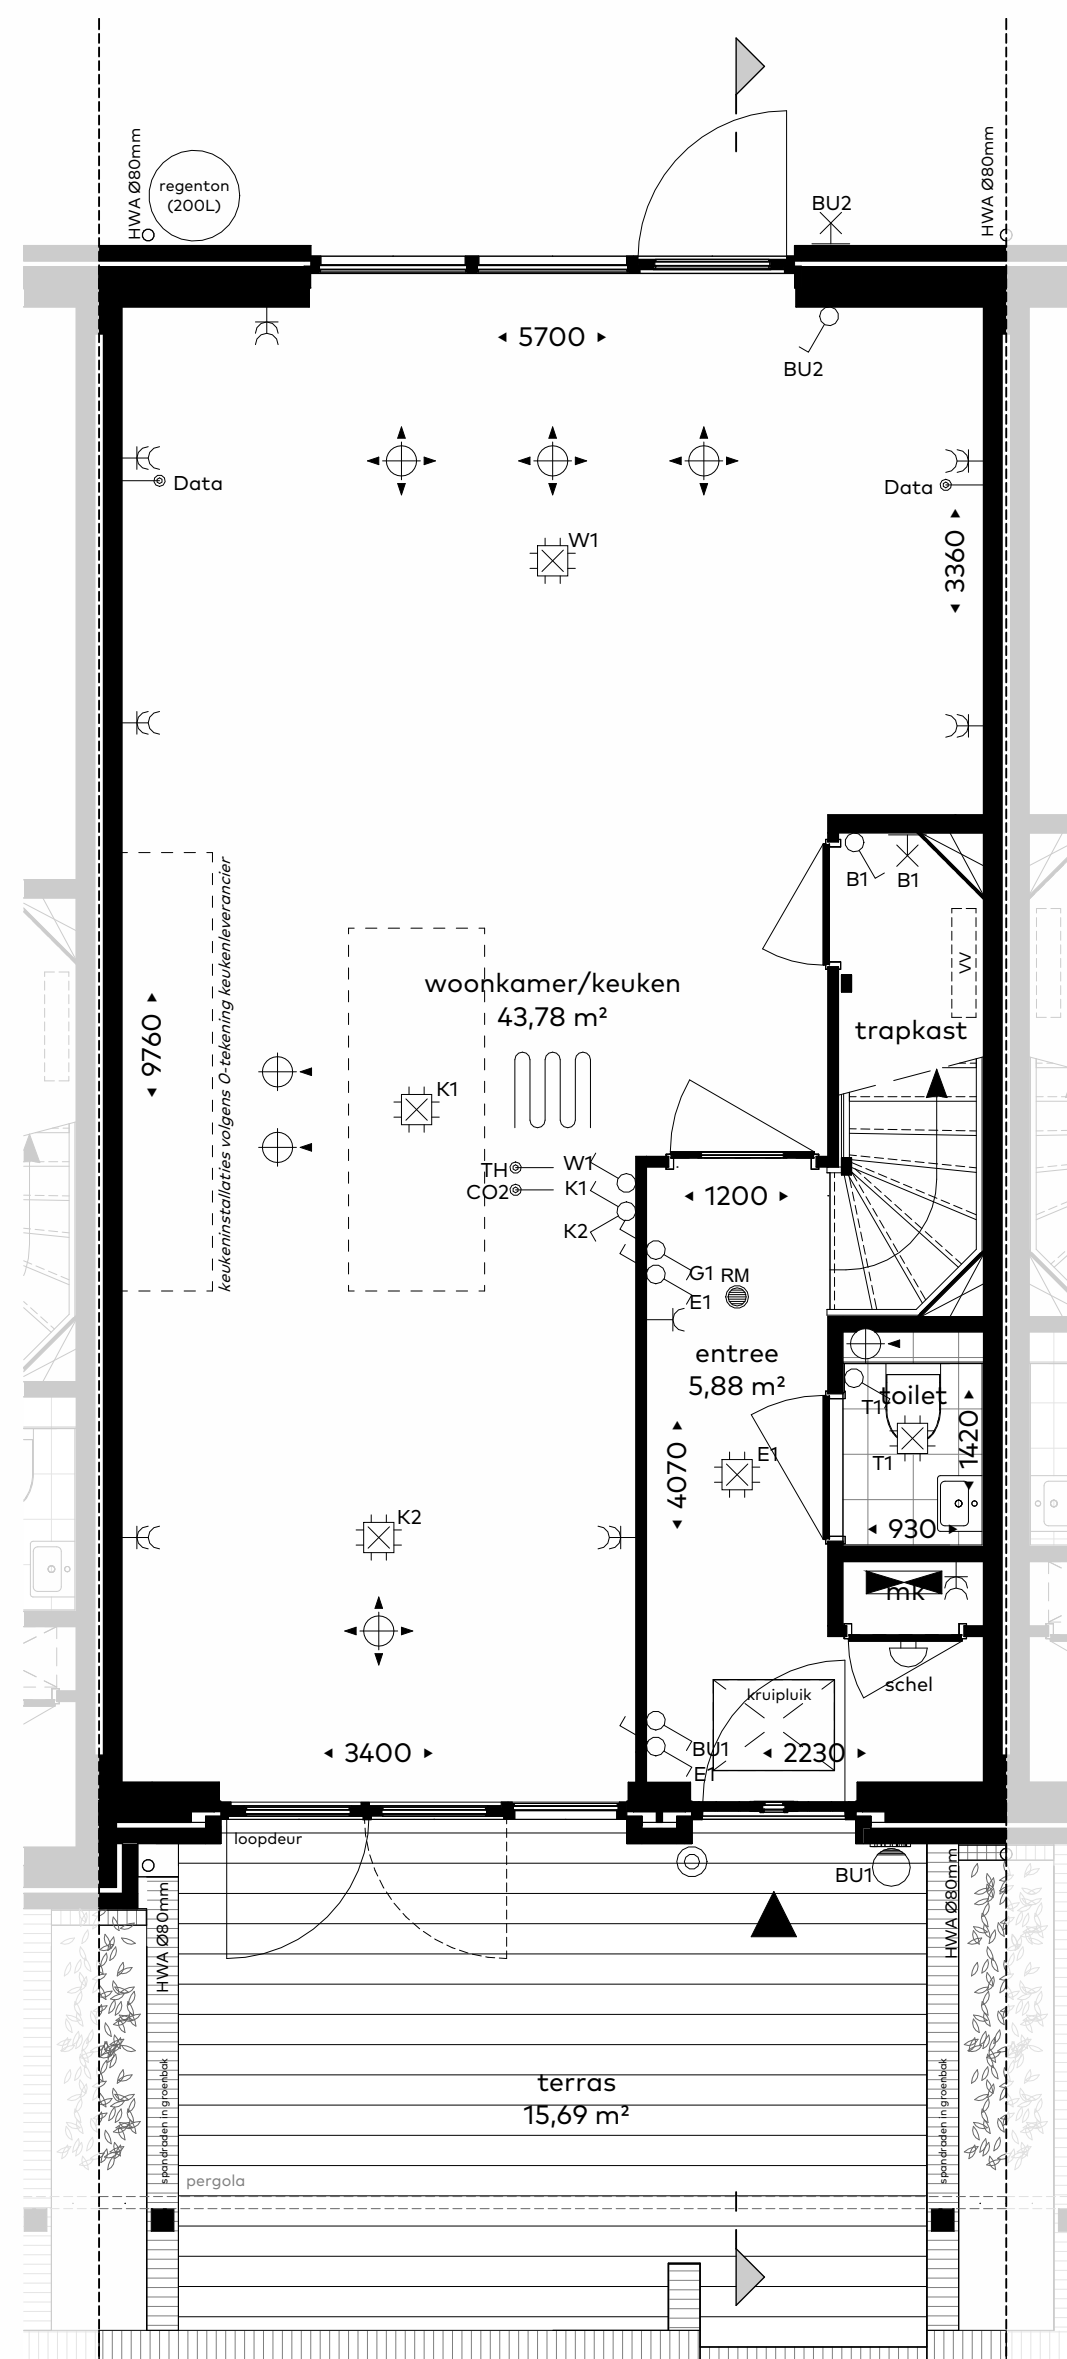 HWA Ø80mm
regenton
(200L)
HWA Ø80mm
BU2
5700
BU2
Data
Data
W1
3360
B1
B1
VV
keukeninstallaties volgens 0-tekening keukenleverancier
woonkamer/keuken
43,78 m²
trapkast
9760
K1
TH
W1
CO2
K1
K2
1200
G1
RM
E1
entree
5,88 m²
toilet
T1
T1
1420
4070
E1
K2
930
mk
schel
kruipluik
BU1
3400
2230
E1
loopdeur
BU1
HWA Ø80mm
HWA Ø80mm
terras
15,69 m²
spandraden in groenbak
spandraden in groenbak
pergola